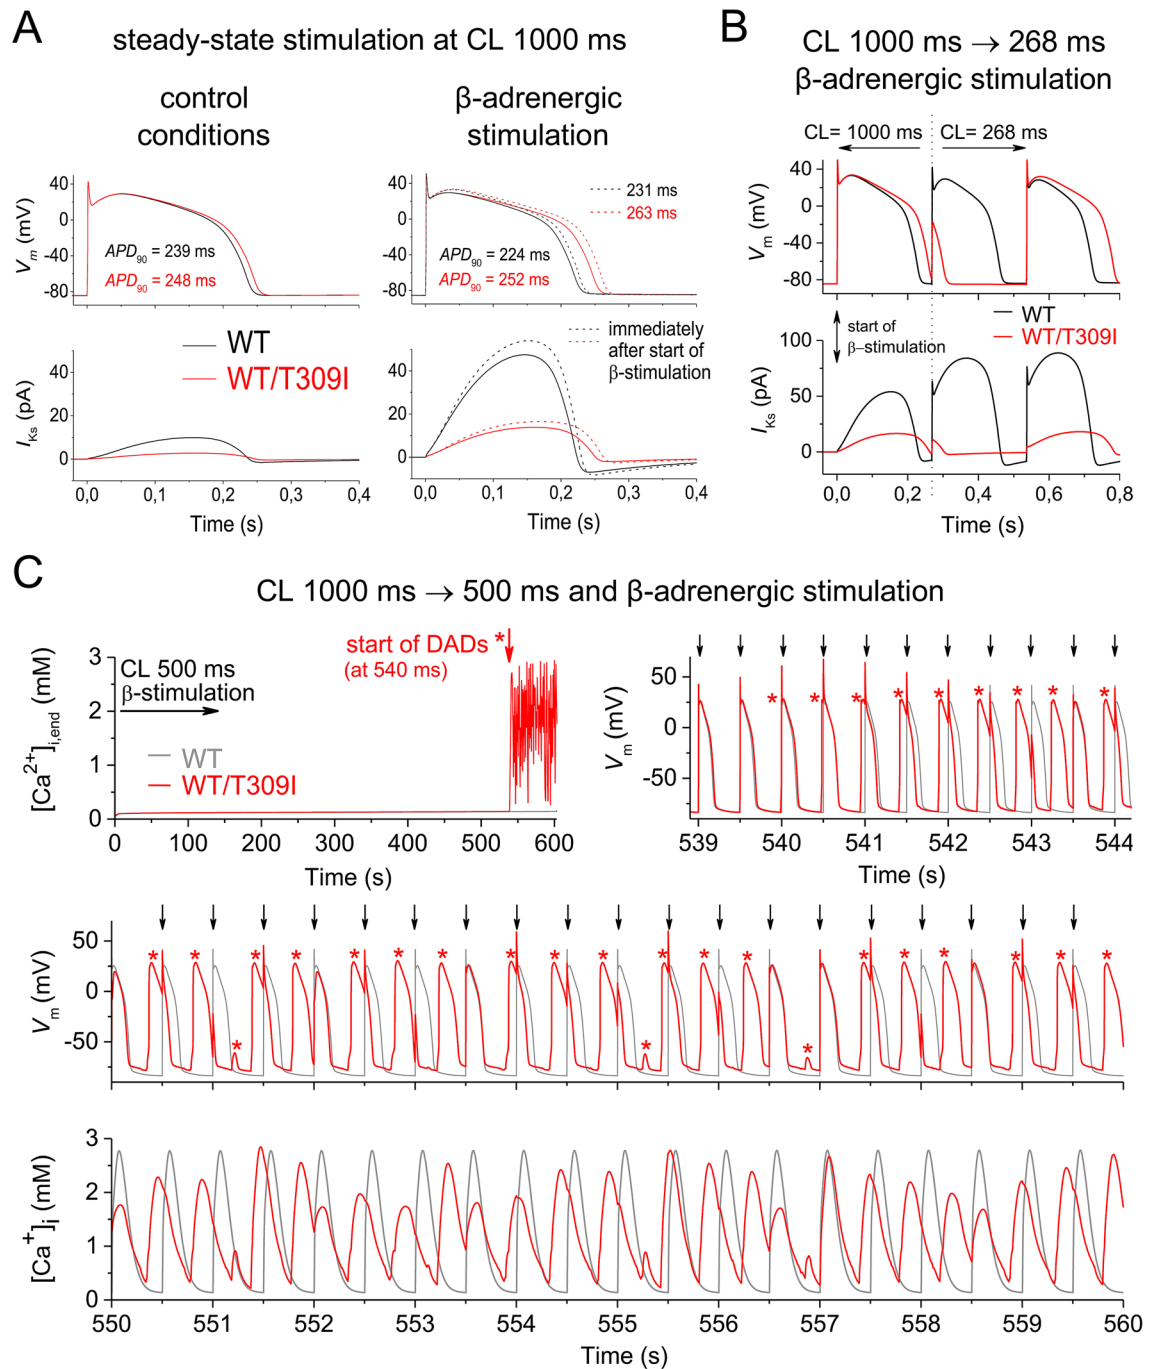 A
steady-state stimulation at CL 1000 ms
control
conditions
β-adrenergic
stimulation
40
0
-40
-80
Vm (mV)
APD90 = 239 ms
APD90 = 248 ms
40
0
-40
-80
231 ms
263 ms
APD90 = 224 ms
APD90 = 252 ms
WT
WT/T309I
40
20
0
IKs (pA)
0,0 0,1 0,2 0,3 0,4
Time (s)
immediately
after start of
β-stimulation
40
20
0
0,0 0,1 0,2 0,3 0,4
Time (s)
B
CL 1000 ms → 268 ms
β-adrenergic stimulation
CL= 1000 ms CL= 268 ms
40
0
-40
-80
Vm (mV)
start of
β–stimulation
WT
WT/T309I
100
50
0
IKs (pA)
0,0 0,2 0,4 0,6 0,8
Time (s)
C
CL 1000 ms → 500 ms and β-adrenergic stimulation
start of DADs *
(at 540 ms)
CL 500 ms
β-stimulation
WT
WT/T309I
3
2
1
0
[Ca2+]i,end (mM)
0 100 200 300 400 500 600
Time (s)
50
0
-50
Vm (mV)
* * * * * * * * *
539 540 541 542 543 544
Time (s)
50
0
-50
Vm (mV)
* * * * * * * * * * * * * * * * * *
* * *
3
2
1
0
[Ca+]i (mM)
550 551 552 553 554 555 556 557 558 559 560
Time (s)